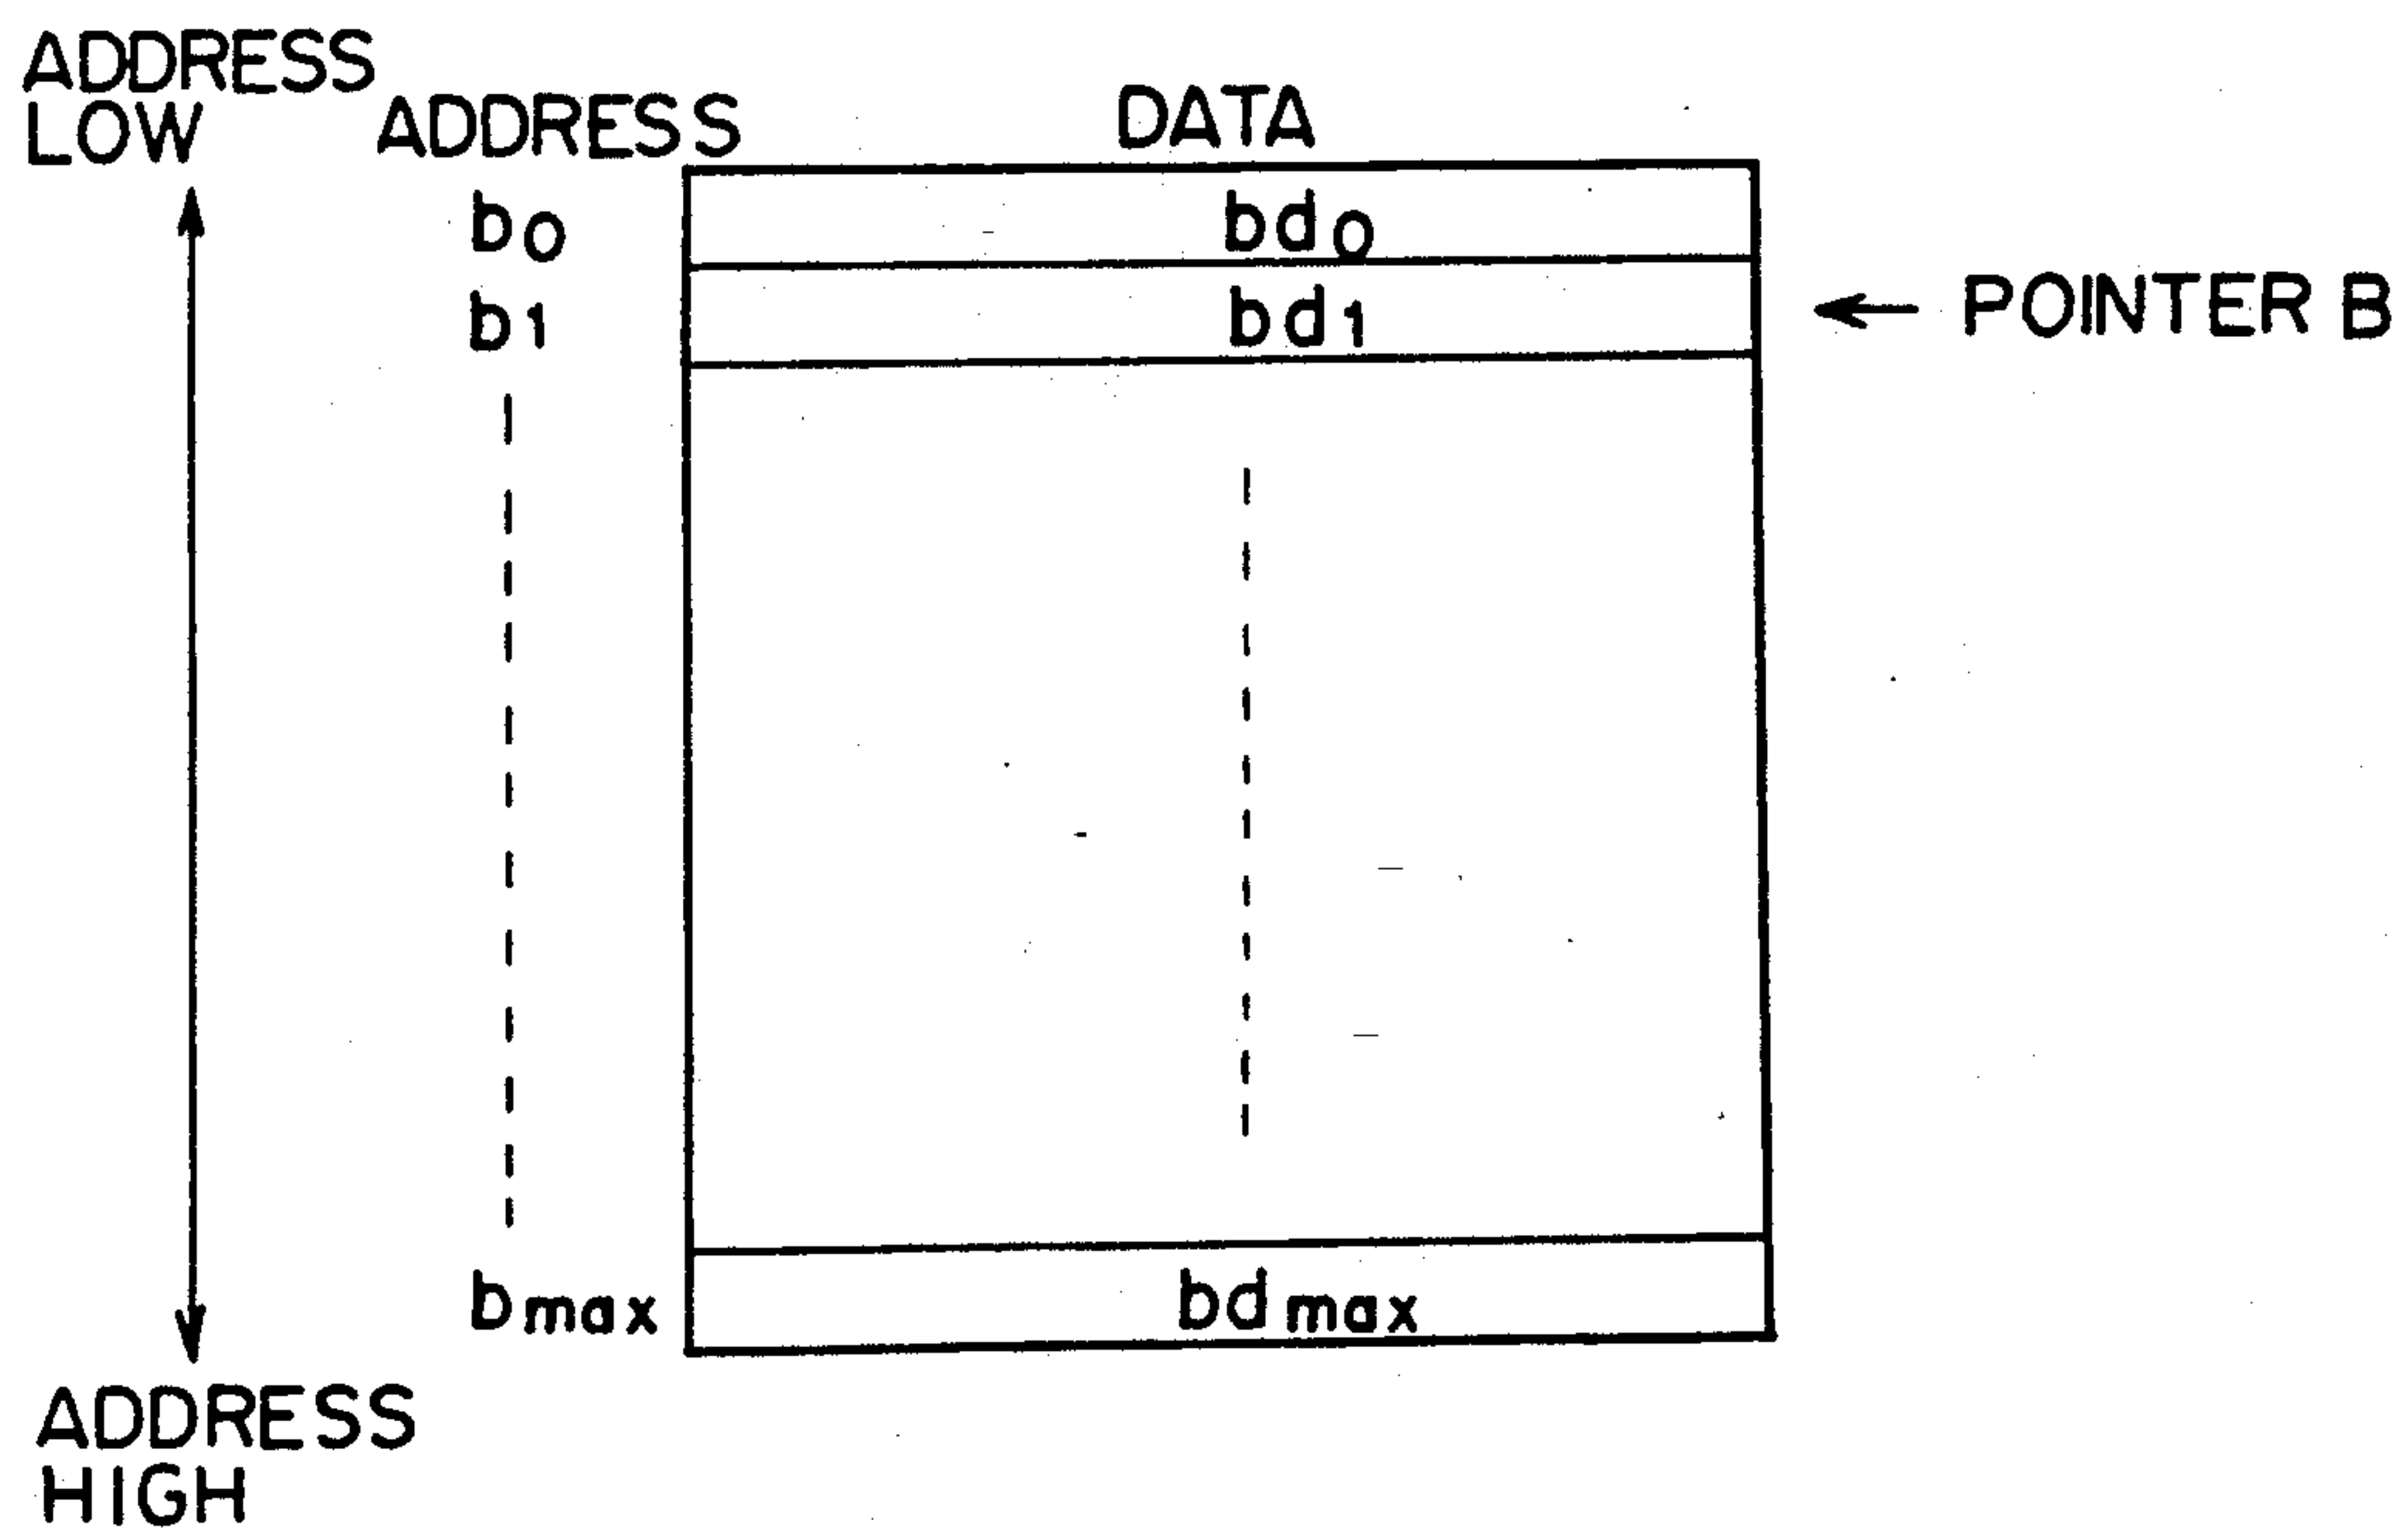 ADDRESS
LOW
ADDRESS DATA
b0 bd0
b1 bd1 POINTER B
bmax bdmax
ADDRESS
HIGH